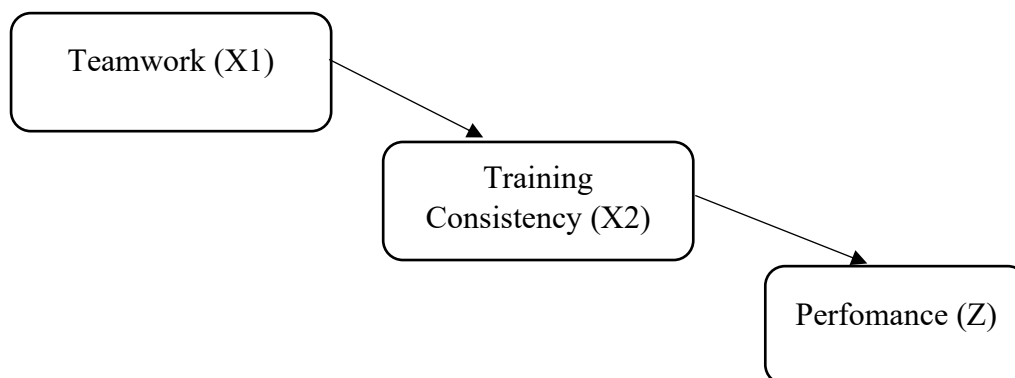 Teamwork (X1)
Training
Consistency (X2)
Perfomance (Z)